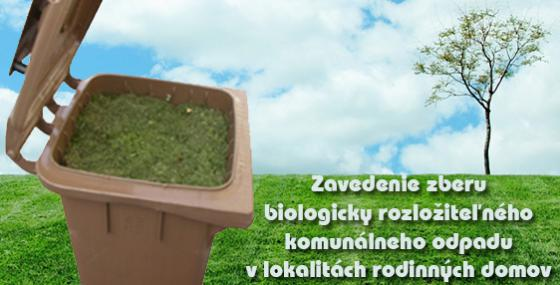 Zavedenie zberu
biologicky rozložiteľného
komunálneho odpadu
v lokalitách rodinných domov